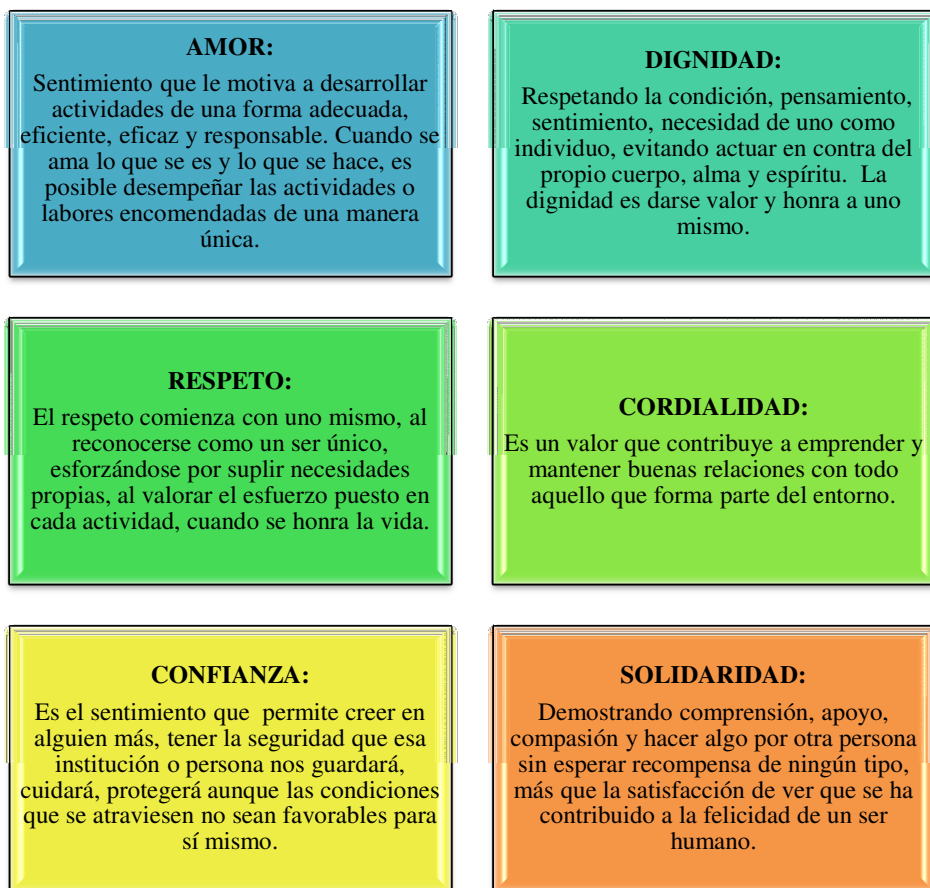 AMOR:
Sentimiento que le motiva a desarrollar
actividades de una forma adecuada,
eficiente, eficaz y responsable. Cuando se
ama lo que se es y lo que se hace, es
posible desempeñar las actividades o
labores encomendadas de una manera
única.
DIGNIDAD:
Respetando la condición, pensamiento,
sentimiento, necesidad de uno como
individuo, evitando actuar en contra del
propio cuerpo, alma y espíritu. La
dignidad es darse valor y honra a uno
mismo.
RESPETO:
El respeto comienza con uno mismo, al
reconocerse como un ser único,
esforzándose por suplir necesidades
propias, al valorar el esfuerzo puesto en
cada actividad, cuando se honra la vida.
CORDIALIDAD:
Es un valor que contribuye a emprender y
mantener buenas relaciones con todo
aquello que forma parte del entorno.
CONFIANZA:
Es el sentimiento que permite creer en
alguien más, tener la seguridad que esa
institución o persona nos guardará,
cuidará, protegerá aunque las condiciones
que se atraviesen no sean favorables para
sí mismo.
SOLIDARIDAD:
Demostrando comprensión, apoyo,
compasión y hacer algo por otra persona
sin esperar recompensa de ningún tipo,
más que la satisfacción de ver que se ha
contribuido a la felicidad de un ser
humano.